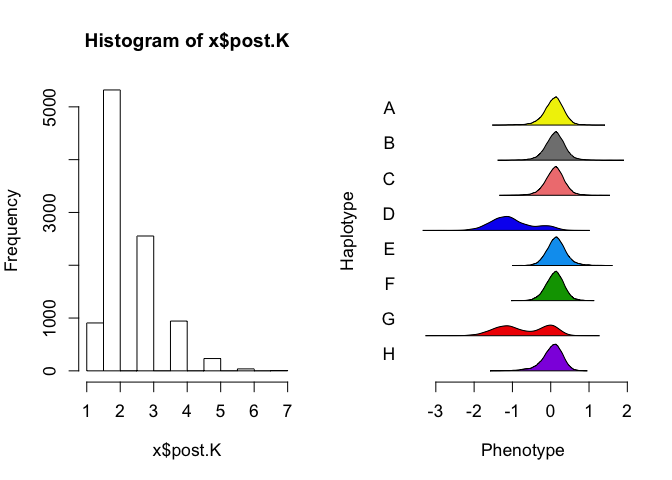 Histogram of x$post.K
Frequency
0
1000
3000
5000
1 2 3 4 5 6 7
x$post.K
Haplotype
A
B
C
D
E
F
G
H
-3 -2 -1 0 1 2
Phenotype